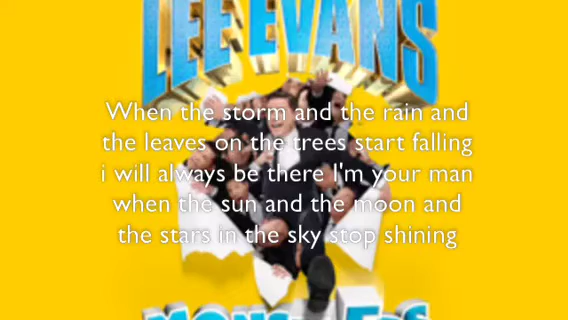 LEE EVANS
When the storm and the rain and
the leaves on the trees start falling
i will always be there I'm your man
when the sun and the moon and
the stars in the sky stop shining